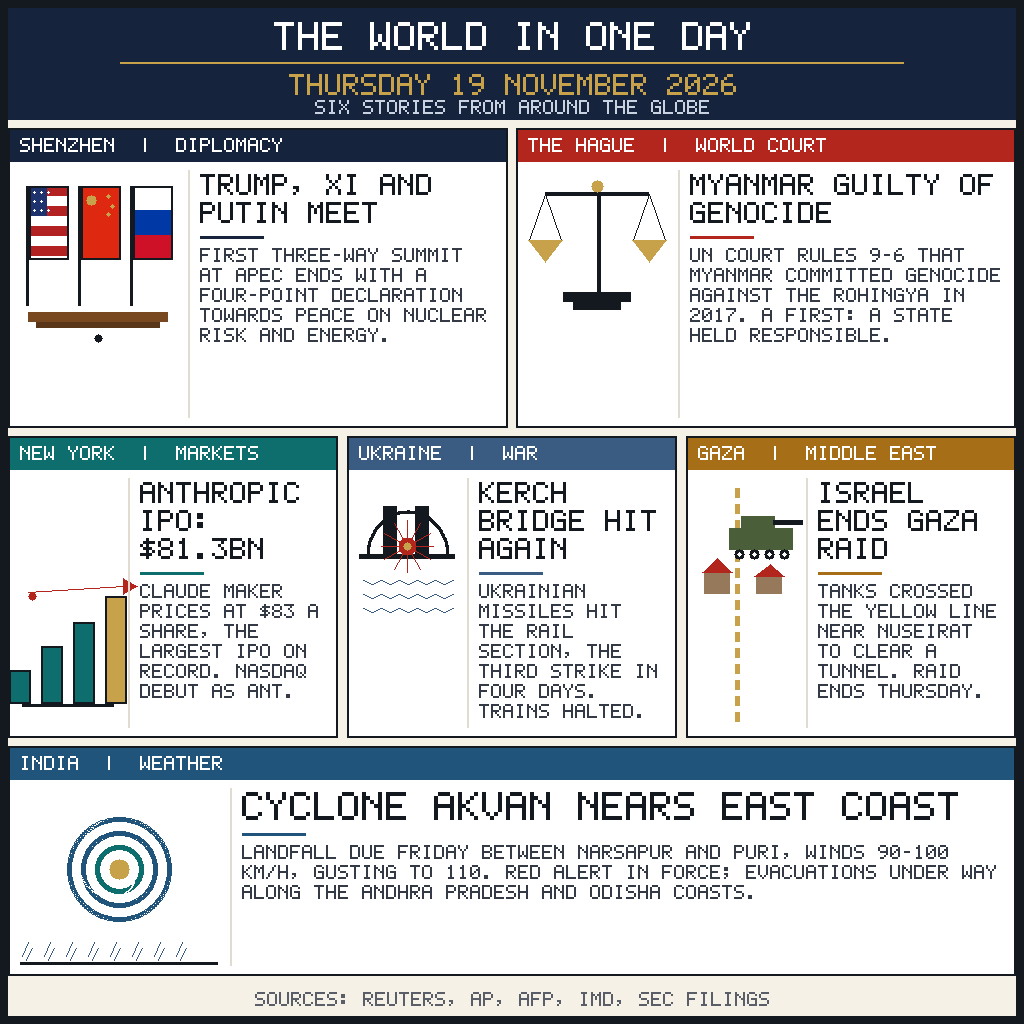 THE WORLD IN ONE DAY
THURSDAY 19 NOVEMBER 2026
SIX STORIES FROM AROUND THE GLOBE
SHENZHEN | DIPLOMACY
TRUMP, XI AND
PUTIN MEET
FIRST THREE-WAY SUMMIT
AT APEC ENDS WITH A
FOUR-POINT DECLARATION
TOWARDS PEACE ON NUCLEAR
RISK AND ENERGY.
THE HAGUE | WORLD COURT
MYANMAR GUILTY OF
GENOCIDE
UN COURT RULES 9-6 THAT
MYANMAR COMMITTED GENOCIDE
AGAINST THE ROHINGYA IN
2017. A FIRST: A STATE
HELD RESPONSIBLE.
NEW YORK | MARKETS
ANTHROPIC
IPO:
$81.3BN
CLAUDE MAKER
PRICES AT $83 A
SHARE, THE
LARGEST IPO ON
RECORD. NASDAQ
DEBUT AS ANT.
UKRAINE | WAR
KERCH
BRIDGE HIT
AGAIN
UKRAINIAN
MISSILES HIT
THE RAIL
SECTION, THE
THIRD STRIKE IN
FOUR DAYS.
TRAINS HALTED.
GAZA | MIDDLE EAST
ISRAEL
ENDS GAZA
RAID
TANKS CROSSED
THE YELLOW LINE
NEAR NUSEIRAT
TO CLEAR A
TUNNEL. RAID
ENDS THURSDAY.
INDIA | WEATHER
CYCLONE AKVAN NEARS EAST COAST
LANDFALL DUE FRIDAY BETWEEN NARSAPUR AND PURI, WINDS 90-100
KM/H, GUSTING TO 110. RED ALERT IN FORCE; EVACUATIONS UNDER WAY
ALONG THE ANDHRA PRADESH AND ODISHA COASTS.
SOURCES: REUTERS, AP, AFP, IMD, SEC FILINGS